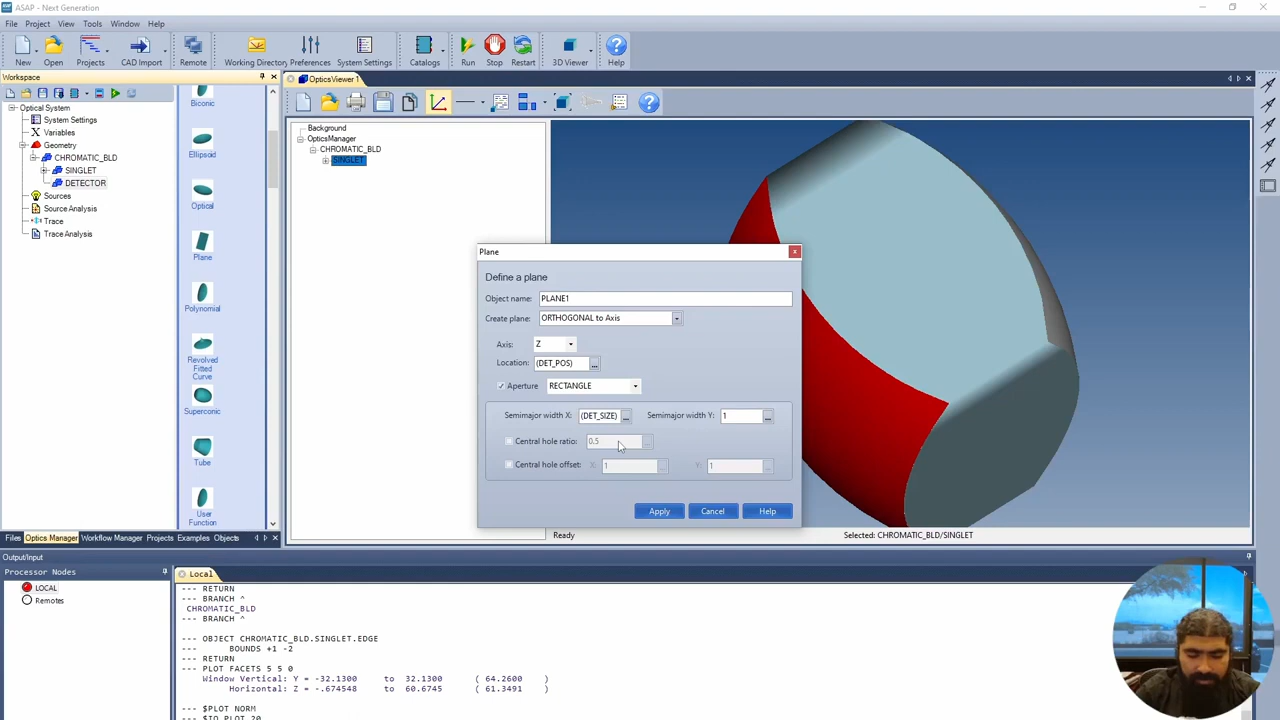 ASAP - Next Generation
File Project View Tools Window Help
New Open Projects CAD Import Remote Working Directory Preferences System Settings Catalogs Run Stop Restart 3D Viewer Help
Workspace
OpticsViewer 1
Optical System
System Settings
Variables
Geometry
CHROMATIC_BLD
SINGLET
DETECTOR
Sources
Source Analysis
Trace
Trace Analysis
Biconic
Ellipsoid
Optical
Plane
Polynomial
Revolved
Fitted
Curve
Superconic
Tube
User
Function
Background
OpticsManager
CHROMATIC_BLD
SINGLET
Plane
Define a plane
Object name: PLANE1
Create plane: ORTHOGONAL to Axis
Axis: Z
Location: (DET_POS) ...
Aperture RECTANGLE
Semimajor width X: (DET_SIZE) ... Semimajor width Y: 1 ...
Central hole ratio: 0.5 ...
Central hole offset: X: 1 ... Y: 1 ...
Apply Cancel Help
Files Optics Manager Workflow Manager Projects Examples Objects
Ready Selected: CHROMATIC_BLD/SINGLET
Output/Input
Processor Nodes
LOCAL
Remotes
Local
--- RETURN
--- BRANCH ^
CHROMATIC_BLD
--- BRANCH ^
--- OBJECT CHROMATIC_BLD.SINGLET.EDGE
--- BOUNDS +1 -2
--- RETURN
--- PLOT FACETS 5 5 0
Window Vertical: Y = -32.1300 to 32.1300 ( 64.2600 )
Horizontal: Z = -.674548 to 60.6745 ( 61.3491 )
--- $PLOT NORM
--- $IO PLOT 20